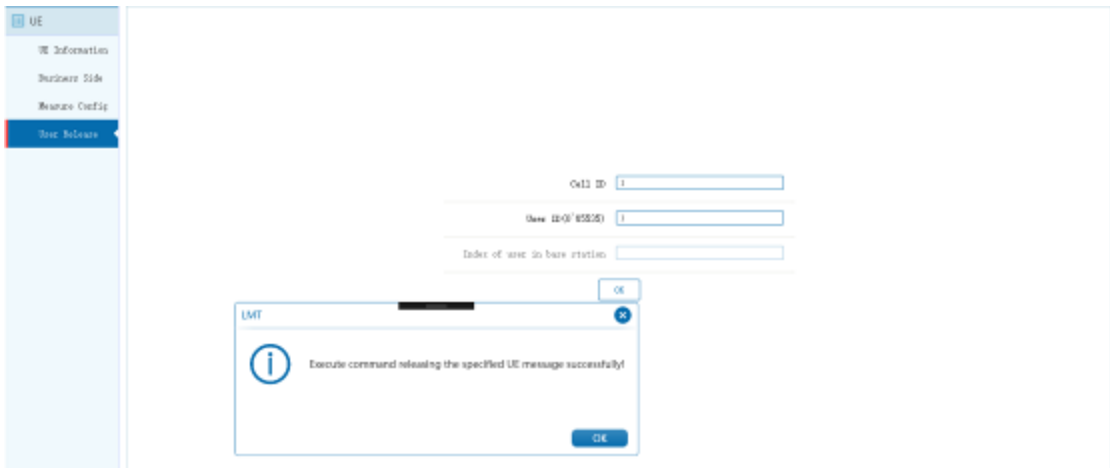 UE
UE Information
Business Side
Measure Config
User Release
Cell ID 1
User ID(0~65535)
Index of user in base station
OK
LMT
Execute command releasing the specified UE message successfully!
OK